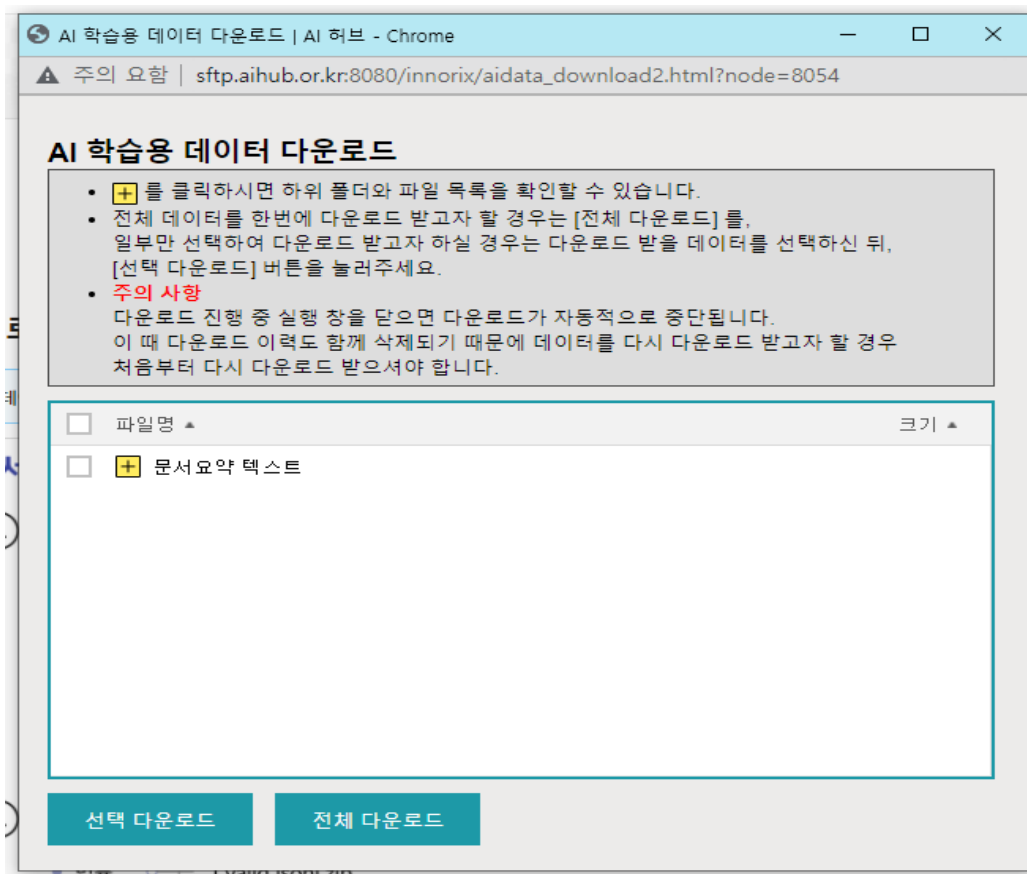 AI 학습용 데이터 다운로드 | AI 허브 - Chrome
주의 요함 | sftp.aihub.or.kr:8080/innorix/aidata_download2.html?node=8054
AI 학습용 데이터 다운로드
• + 를 클릭하시면 하위 폴더와 파일 목록을 확인할 수 있습니다.
• 전체 데이터를 한번에 다운로드 받고자 할 경우는 [전체 다운로드] 를,
일부만 선택하여 다운로드 받고자 하실 경우는 다운로드 받을 데이터를 선택하신 뒤,
[선택 다운로드] 버튼을 눌러주세요.
• 주의 사항
다운로드 진행 중 실행 창을 닫으면 다운로드가 자동적으로 중단됩니다.
이 때 다운로드 이력도 함께 삭제되기 때문에 데이터를 다시 다운로드 받고자 할 경우
처음부터 다시 다운로드 받으셔야 합니다.
파일명 ▲ 크기 ▲
+ 문서요약 텍스트
선택 다운로드 전체 다운로드